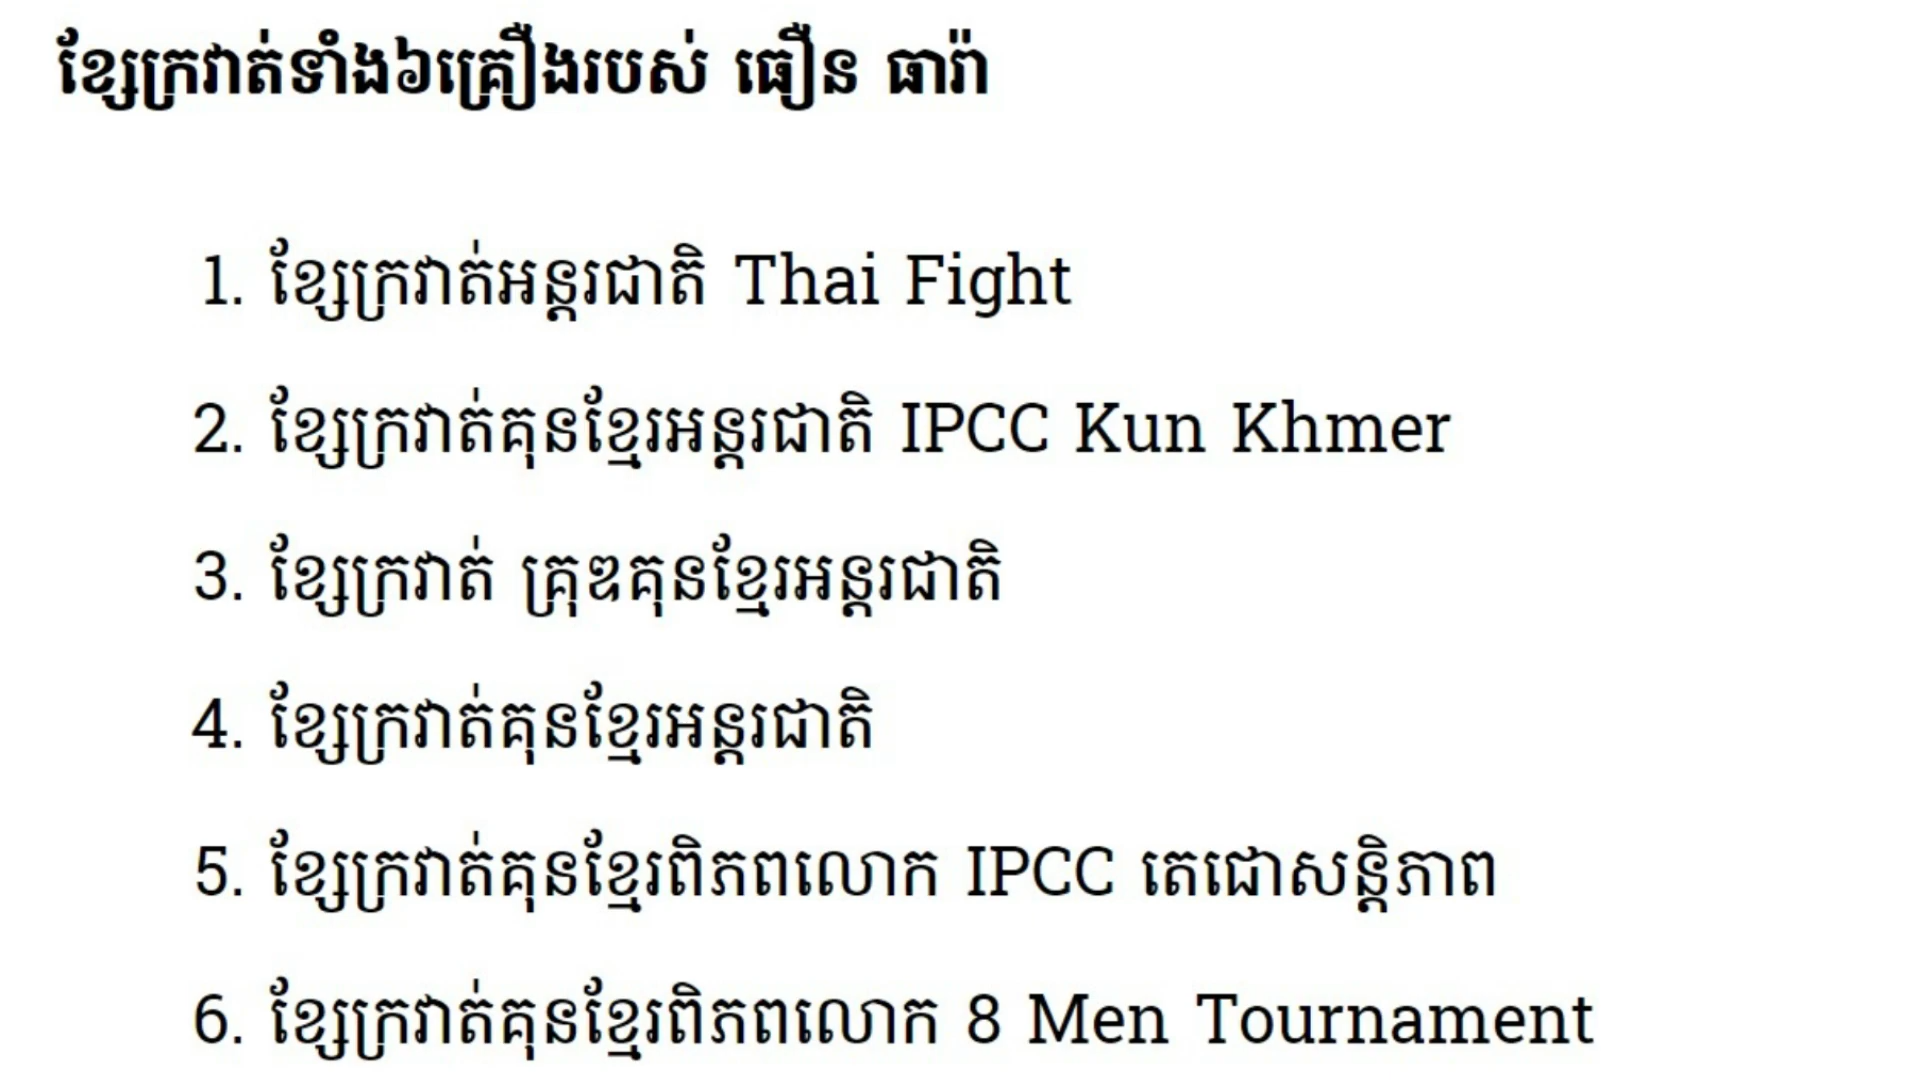 ខ្សែក្រវាត់ទាំង៦គ្រឿងរបស់ ធឿន ធារ៉ា
1. ខ្សែក្រវាត់អន្តរជាតិ Thai Fight
2. ខ្សែក្រវាត់គុនខ្មែរអន្តរជាតិ IPCC Kun Khmer
3. ខ្សែក្រវាត់ គ្រុឌគុនខ្មែរអន្តរជាតិ
4. ខ្សែក្រវាត់គុនខ្មែរអន្តរជាតិ
5. ខ្សែក្រវាត់គុនខ្មែរពិភពលោក IPCC តេជោសន្តិភាព
6. ខ្សែក្រវាត់គុនខ្មែរពិភពលោក 8 Men Tournament